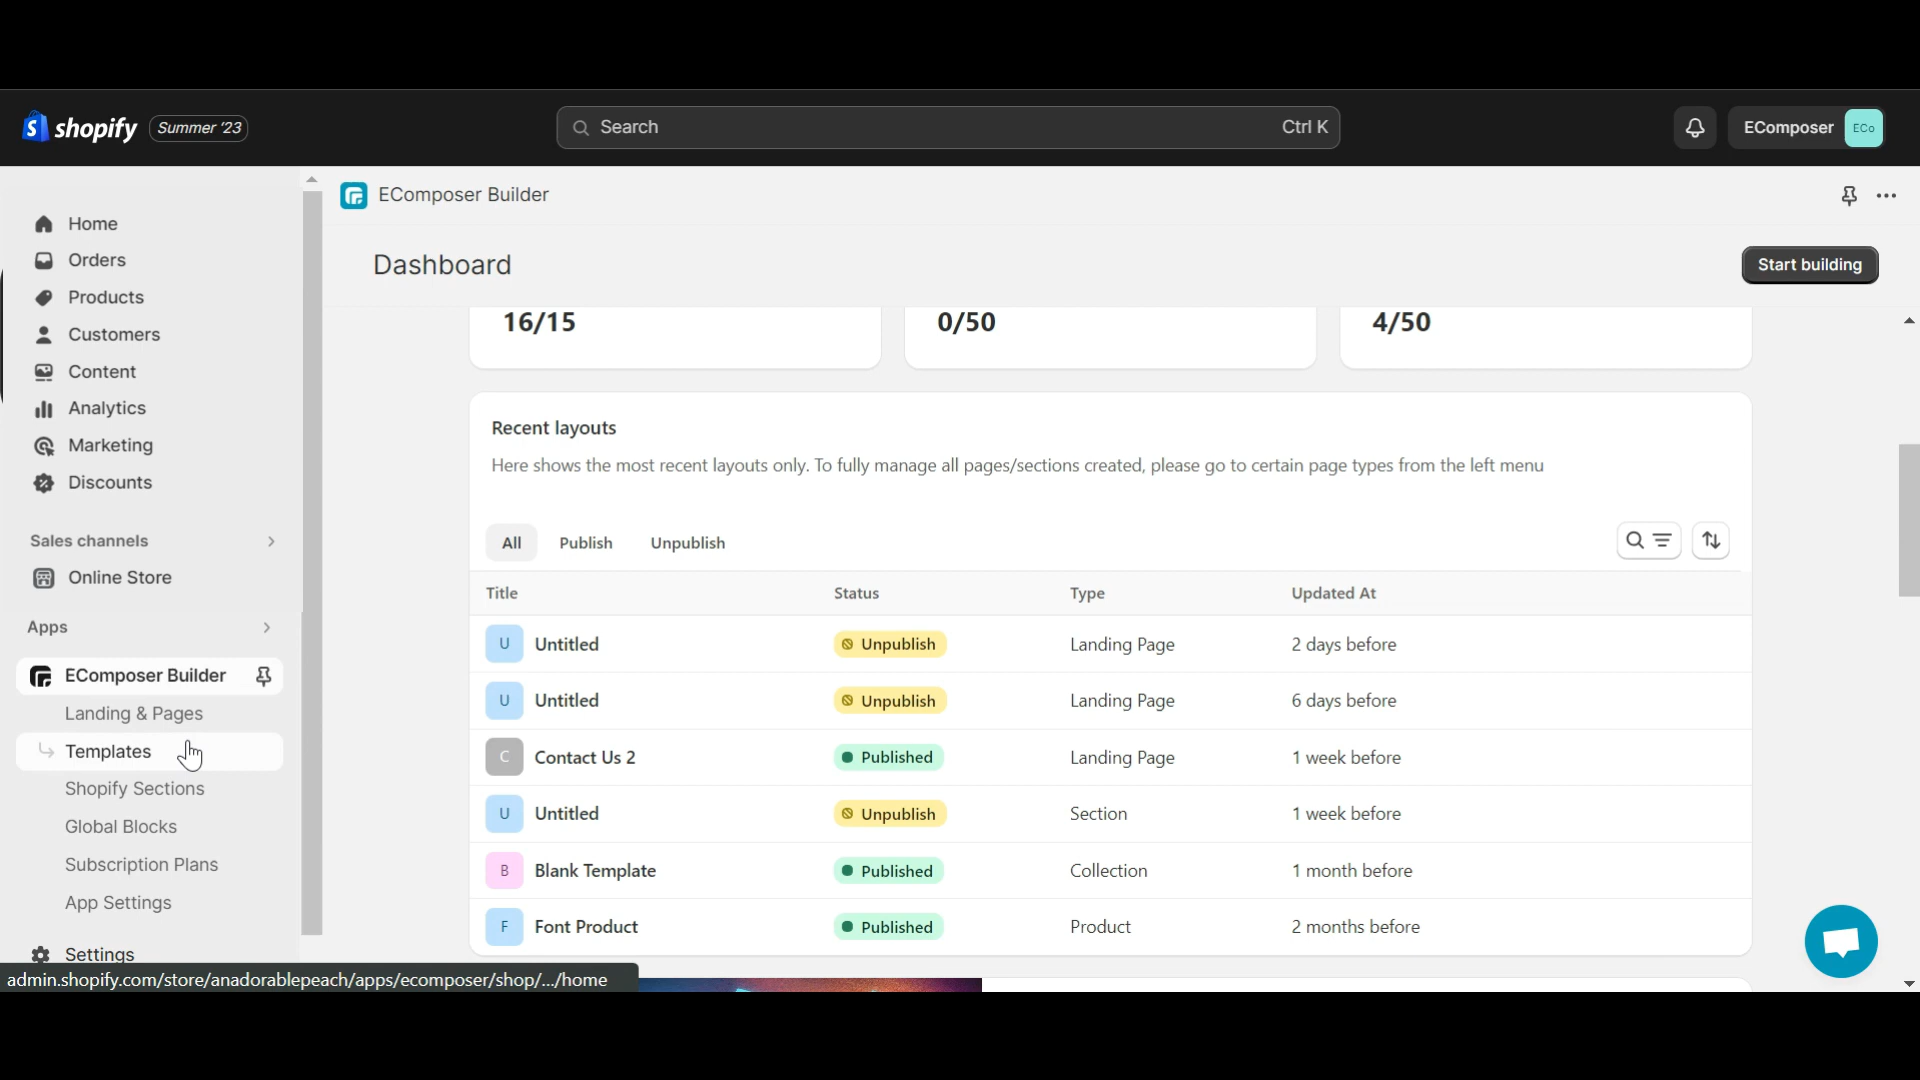 shopify Summer '23
Search Ctrl K
EComposer ECo
Home
Orders
Products
Customers
Content
Analytics
Marketing
Discounts
Sales channels
Online Store
Apps
EComposer Builder
Landing & Pages
Templates
Shopify Sections
Global Blocks
Subscription Plans
App Settings
Settings
admin.shopify.com/store/anadorablepeach/apps/ecomposer/shop/.../home
EComposer Builder
Dashboard
Start building
16/15 0/50 4/50
Recent layouts
Here shows the most recent layouts only. To fully manage all pages/sections created, please go to certain page types from the left menu
All Publish Unpublish
Title Status Type Updated At
U Untitled Unpublish Landing Page 2 days before
U Untitled Unpublish Landing Page 6 days before
C Contact Us 2 Published Landing Page 1 week before
U Untitled Unpublish Section 1 week before
B Blank Template Published Collection 1 month before
F Font Product Published Product 2 months before